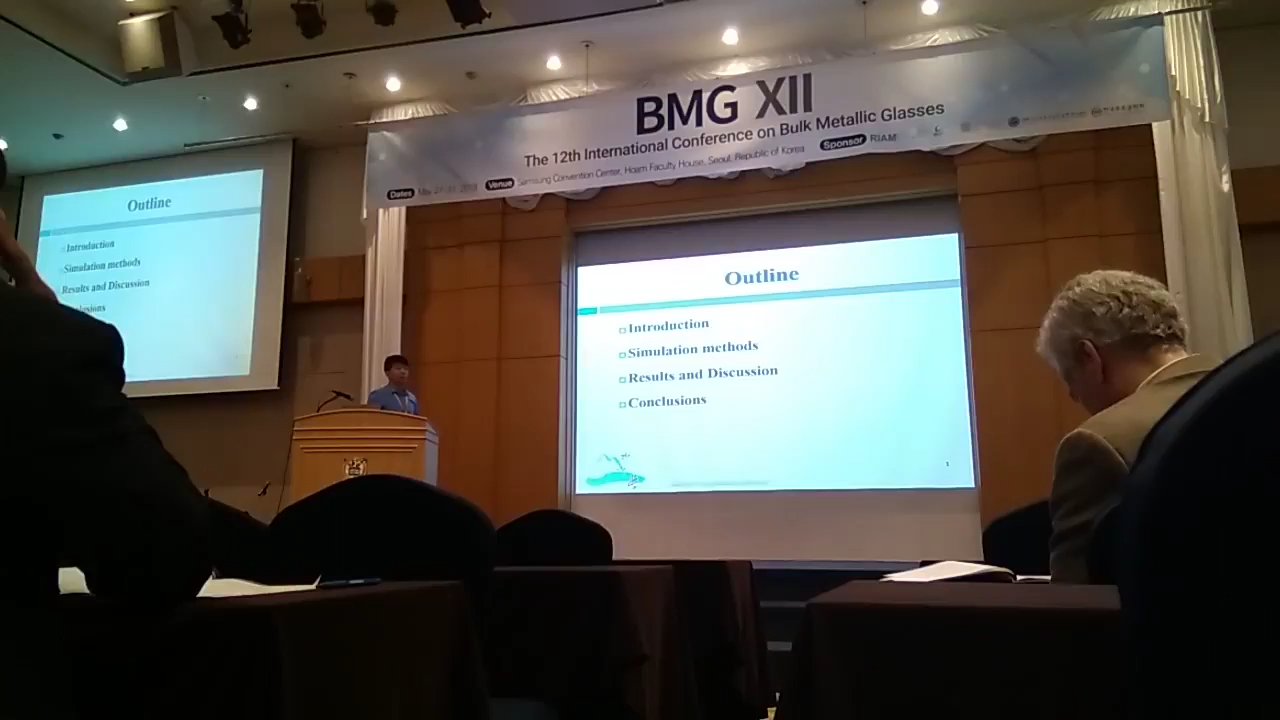 BMG XII
The 12th International Conference on Bulk Metallic Glasses
Dates May Venue Samsung Convention Center, Hoam Faculty House, Seoul, Republic of Korea Sponsor RIAM
Outline
Introduction
Simulation methods
Results and Discussion
Outline
Introduction
Simulation methods
Results and Discussion
Conclusions